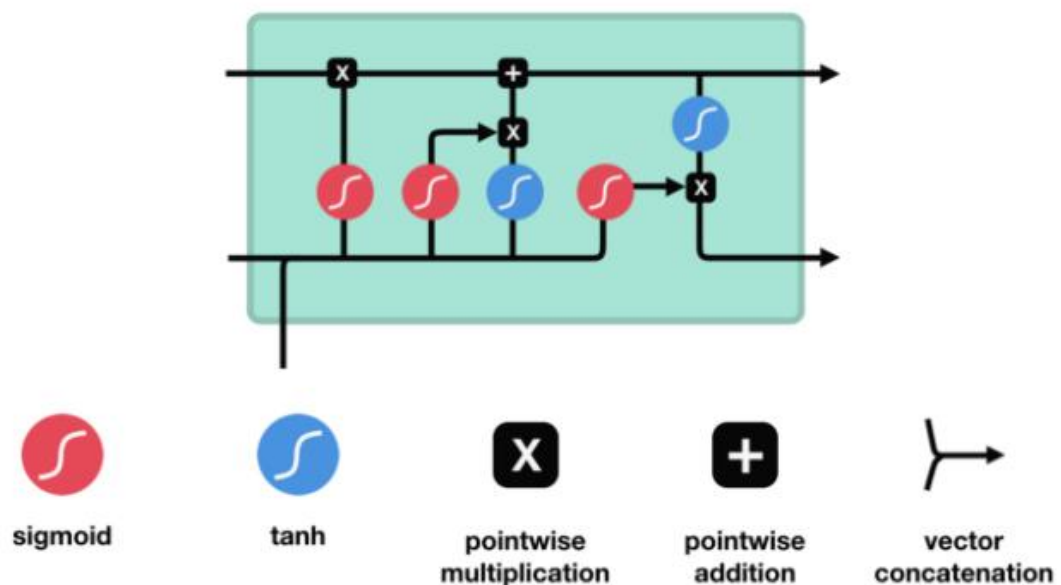 X
+
X
X
X
+
sigmoid
tanh
pointwise
multiplication
pointwise
addition
vector
concatenation